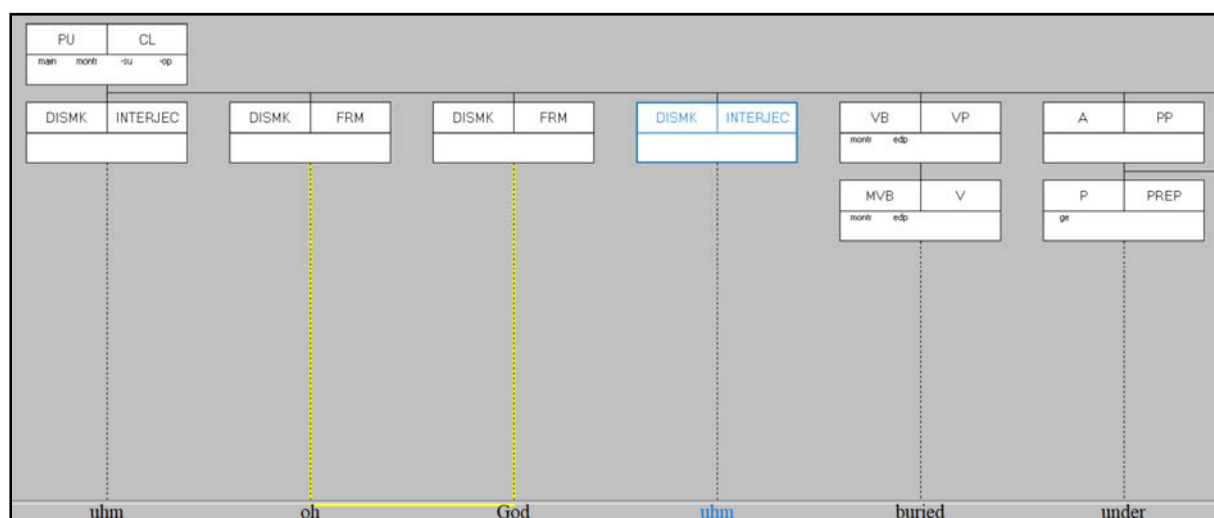 PU CL
main montr -su -op
DISMK INTERJEC DISMK FRM DISMK FRM DISMK INTERJEC VB VP A PP
montr edp
MVB V P PREP
montr edp ge
uhm oh God uhm buried under